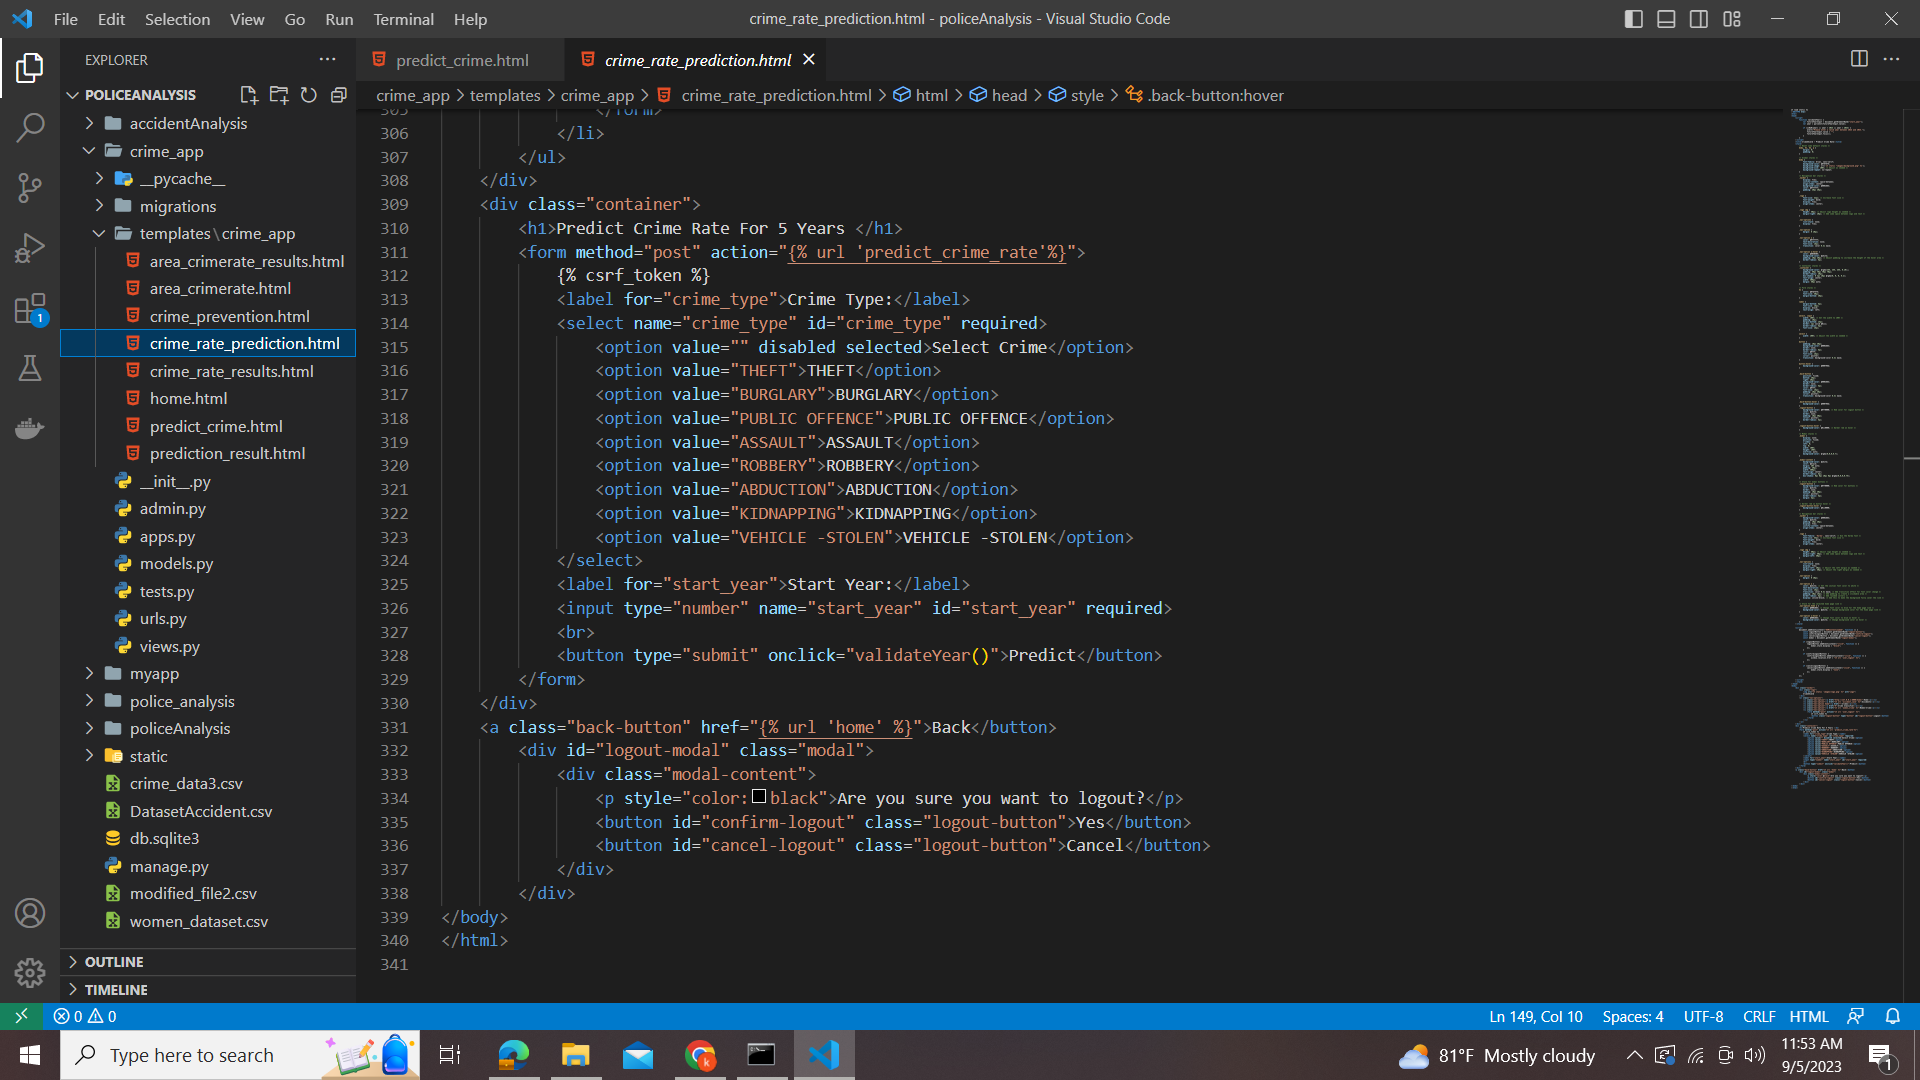 File Edit Selection View Go Run Terminal Help
crime_rate_prediction.html - policeAnalysis - Visual Studio Code
EXPLORER
predict_crime.html
crime_rate_prediction.html
POLICEANALYSIS
crime_app > templates > crime_app > crime_rate_prediction.html > html > head > style > .back-button:hover
accidentAnalysis
crime_app
__pycache__
migrations
templates\crime_app
area_crimerate_results.html
area_crimerate.html
crime_prevention.html
crime_rate_prediction.html
crime_rate_results.html
home.html
predict_crime.html
prediction_result.html
__init__.py
admin.py
apps.py
models.py
tests.py
urls.py
views.py
myapp
police_analysis
policeAnalysis
static
crime_data3.csv
DatasetAccident.csv
db.sqlite3
manage.py
modified_file2.csv
women_dataset.csv
OUTLINE
TIMELINE
305 </form>
306 </li>
307 </ul>
308 </div>
309 <div class="container">
310 <h1>Predict Crime Rate For 5 Years </h1>
311 <form method="post" action="{% url 'predict_crime_rate'%}">
312 {% csrf_token %}
313 <label for="crime_type">Crime Type:</label>
314 <select name="crime_type" id="crime_type" required>
315 <option value="" disabled selected>Select Crime</option>
316 <option value="THEFT">THEFT</option>
317 <option value="BURGLARY">BURGLARY</option>
318 <option value="PUBLIC OFFENCE">PUBLIC OFFENCE</option>
319 <option value="ASSAULT">ASSAULT</option>
320 <option value="ROBBERY">ROBBERY</option>
321 <option value="ABDUCTION">ABDUCTION</option>
322 <option value="KIDNAPPING">KIDNAPPING</option>
323 <option value="VEHICLE -STOLEN">VEHICLE -STOLEN</option>
324 </select>
325 <label for="start_year">Start Year:</label>
326 <input type="number" name="start_year" id="start_year" required>
327 <br>
328 <button type="submit" onclick="validateYear()">Predict</button>
329 </form>
330 </div>
331 <a class="back-button" href="{% url 'home' %}">Back</button>
332 <div id="logout-modal" class="modal">
333 <div class="modal-content">
334 <p style="color:black">Are you sure you want to logout?</p>
335 <button id="confirm-logout" class="logout-button">Yes</button>
336 <button id="cancel-logout" class="logout-button">Cancel</button>
337 </div>
338 </div>
339 </body>
340 </html>
341
1
0 0
Ln 149, Col 10 Spaces: 4 UTF-8 CRLF HTML
Type here to search
k
81°F Mostly cloudy
11:53 AM
9/5/2023
1